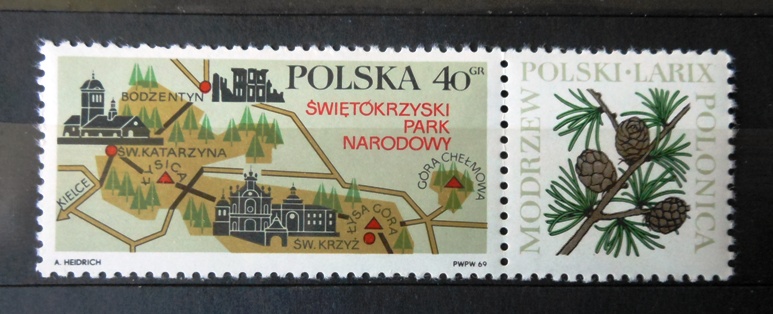 POLSKA 40 GR
ŚWIĘTOKRZYSKI
PARK
NARODOWY
BODZENTYN
ŚW. KATARZYNA
ŁYSICA
KIELCE
GÓRA CHEŁMOWA
ŁYSA GÓRA
ŚW. KRZYŻ
A. HEIDRICH
PWPW 69
MODRZEW POLSKI · LARIX POLONICA